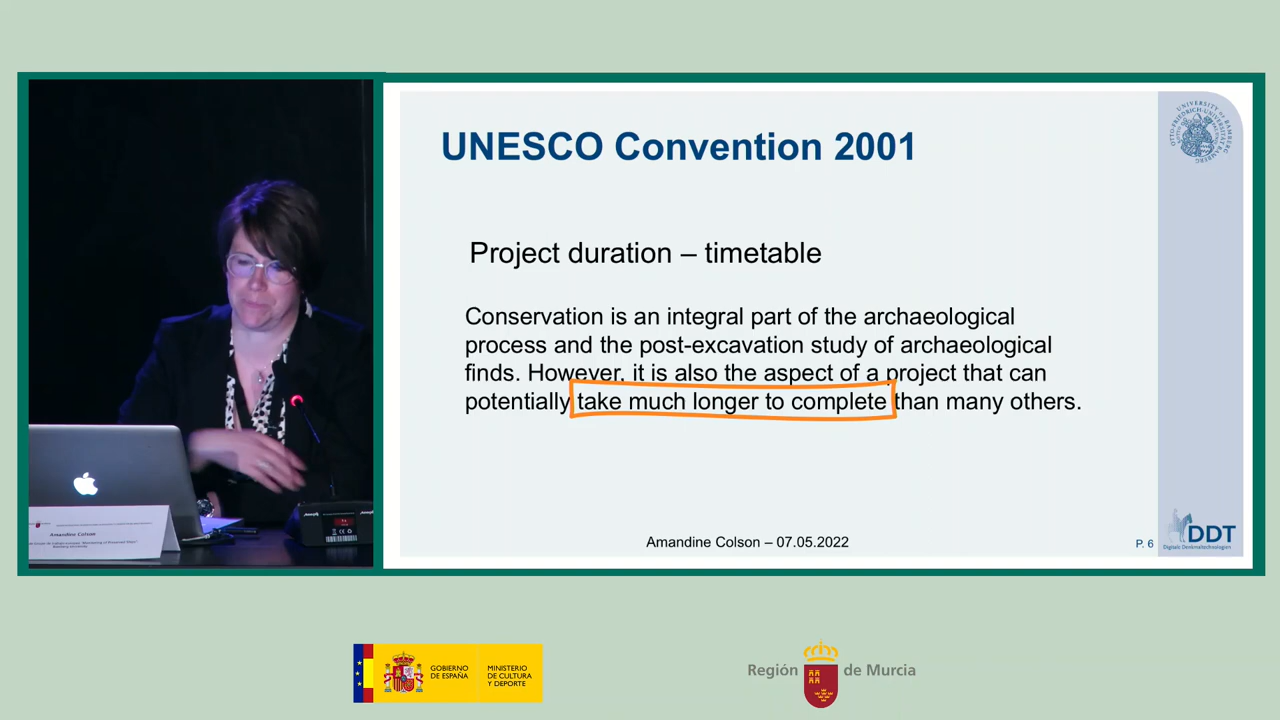 UNESCO Convention 2001
Project duration – timetable
Conservation is an integral part of the archaeological
process and the post-excavation study of archaeological
finds. However, it is also the aspect of a project that can
potentially take much longer to complete than many others.
Amandine Colson – 07.05.2022
P. 6
DDT
Digitale Denkmaltechnologien
Amandine Colson
GOBIERNO
DE ESPAÑA
MINISTERIO
DE CULTURA
Y DEPORTE
Región de Murcia